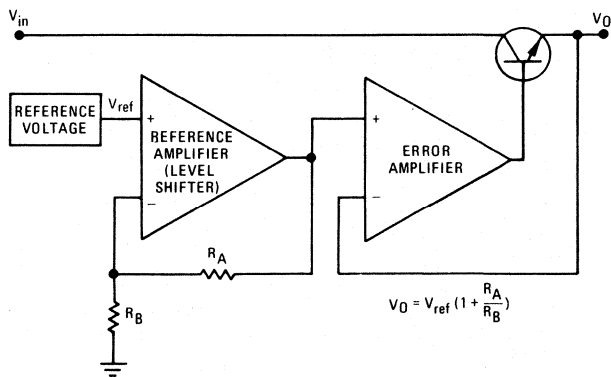 Vin
VO
REFERENCE
VOLTAGE
Vref
+
REFERENCE
AMPLIFIER
(LEVEL
SHIFTER)
−
+
ERROR
AMPLIFIER
−
RA
RB
VO = Vref (1 + RA/RB)